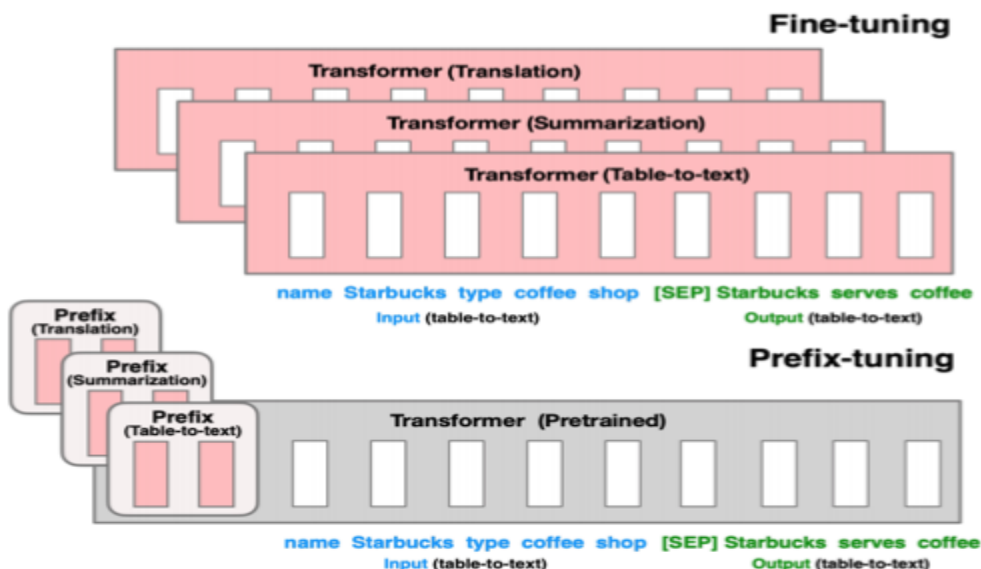 Fine-tuning
Transformer (Translation)
Transformer (Summarization)
Transformer (Table-to-text)
name Starbucks type coffee shop [SEP] Starbucks serves coffee
Input (table-to-text) Output (table-to-text)
Prefix-tuning
Prefix
(Translation)
Prefix
(Summarization)
Prefix
(Table-to-text)
Transformer (Pretrained)
name Starbucks type coffee shop [SEP] Starbucks serves coffee
Input (table-to-text) Output (table-to-text)